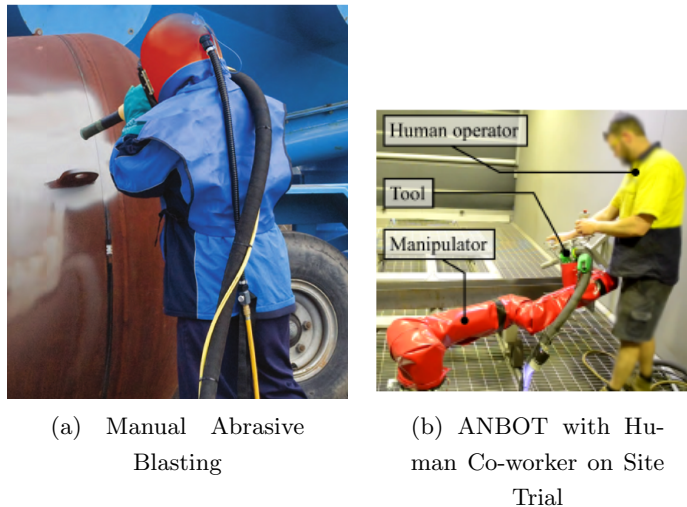 Human operator
Tool
Manipulator
(a) Manual Abrasive
Blasting
(b) ANBOT with Hu-
man Co-worker on Site
Trial